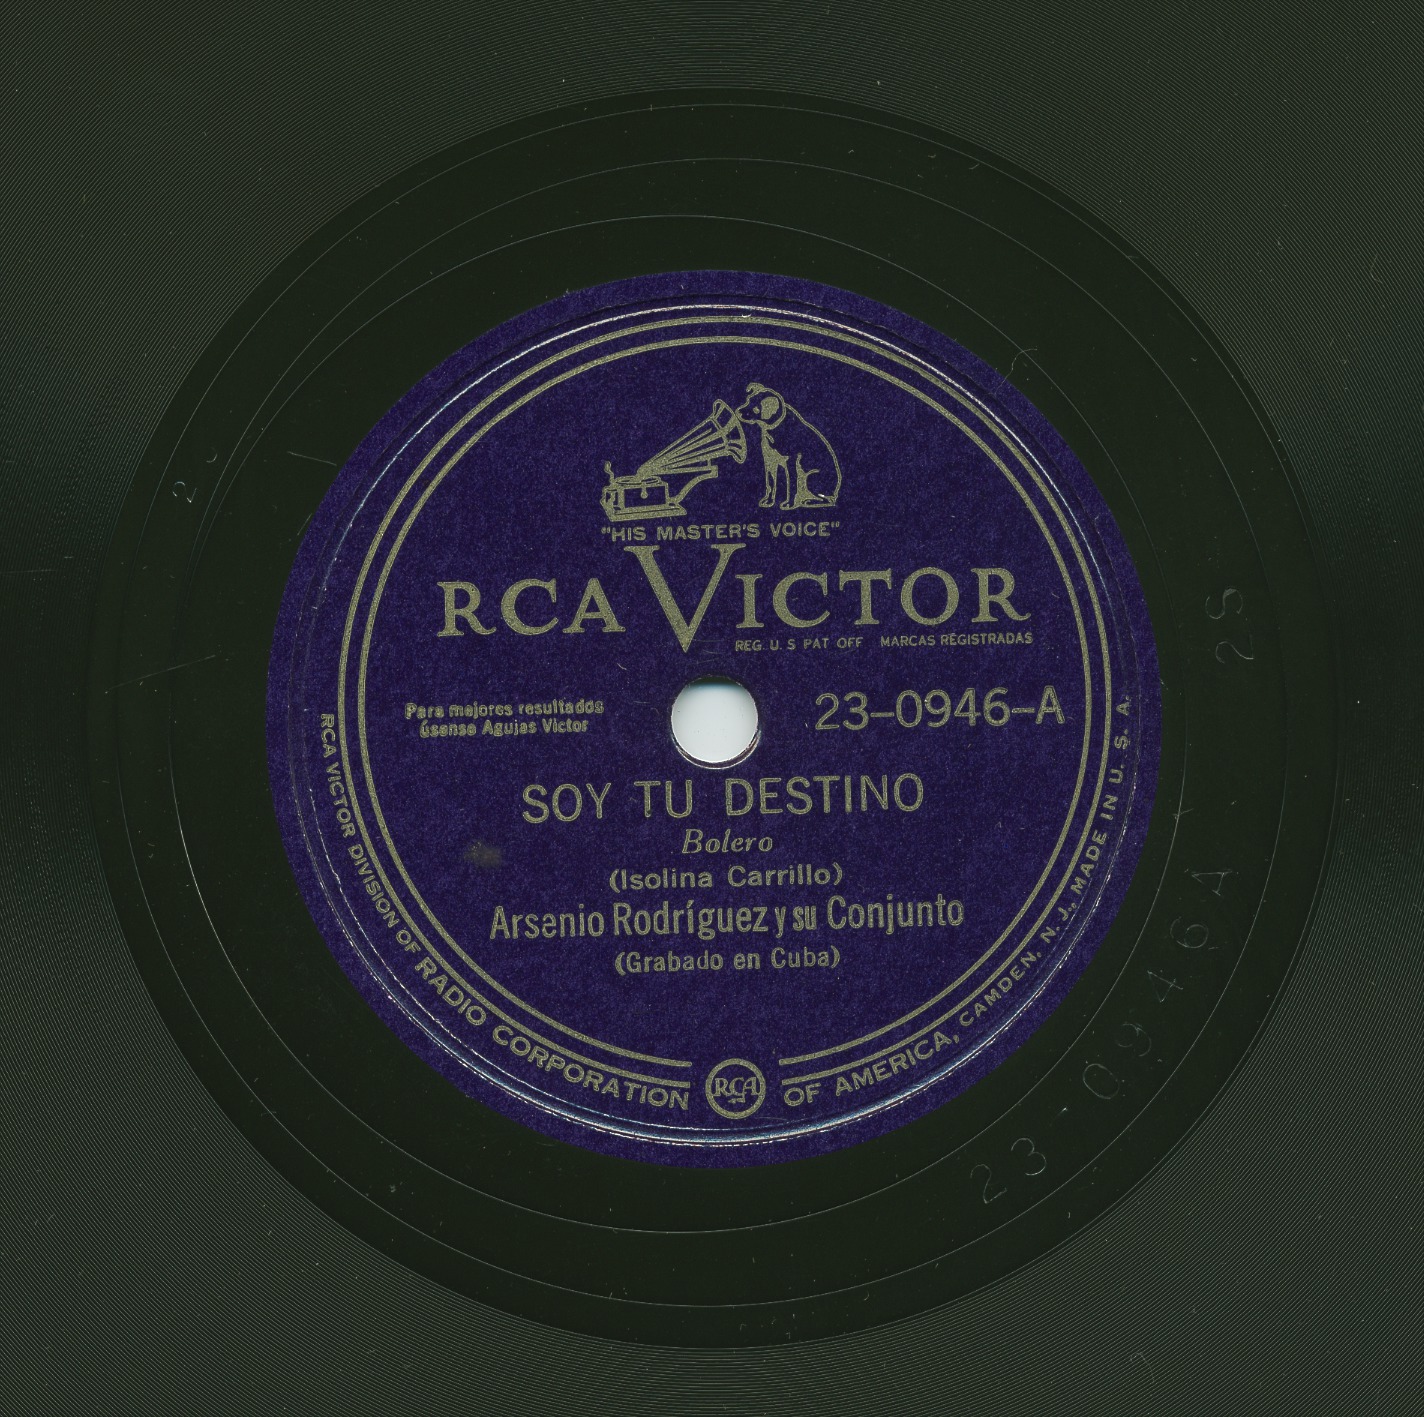 "HIS MASTER'S VOICE"
RCA VICTOR
REG. U. S PAT OFF MARCAS REGISTRADAS
Para mejores resultados
úsense Agujas Victor
23–0946–A
SOY TU DESTINO
Bolero
(Isolina Carrillo)
Arsenio Rodríguez y su Conjunto
(Grabado en Cuba)
RCA VICTOR DIVISION OF RADIO CORPORATION OF AMERICA, CAMDEN, N. J., MADE IN U. S. A.
RCA
23-0946A 2S
2